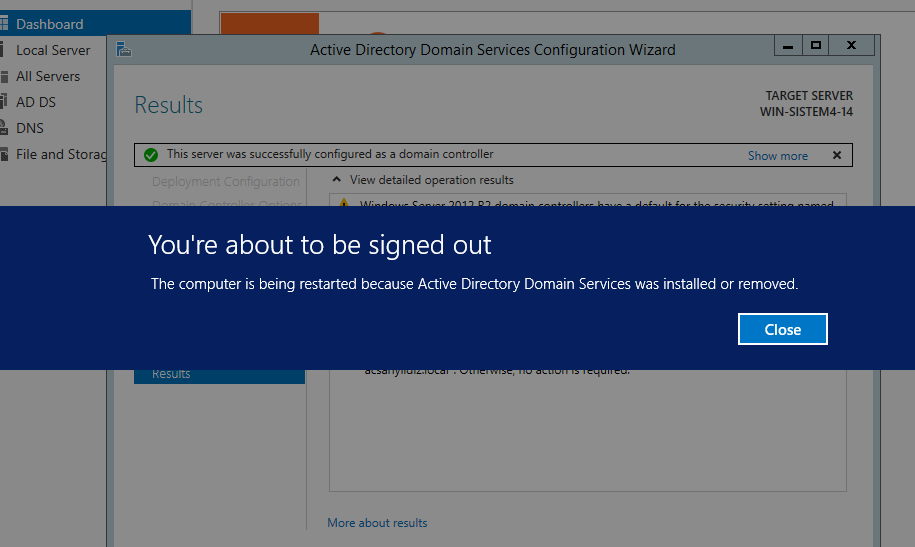 Dashboard
Local Server
All Servers
AD DS
DNS
File and Storag
Active Directory Domain Services Configuration Wizard
Results
TARGET SERVER
WIN-SISTEM4-14
This server was successfully configured as a domain controller
Show more
Deployment Configuration
Domain Controller Options
View detailed operation results
Windows Server 2012 R2 domain controllers have a default for the security setting named
You're about to be signed out
The computer is being restarted because Active Directory Domain Services was installed or removed.
Close
Results
Otherwise, no action is required.
More about results